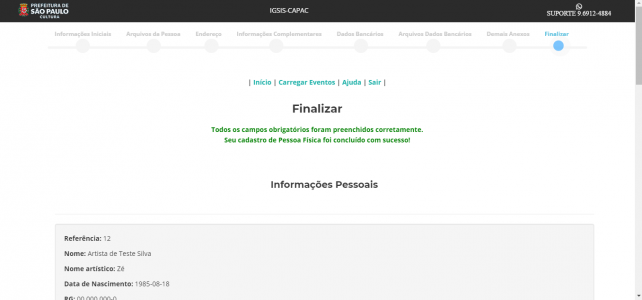 PREFEITURA DE
SÃO PAULO
CULTURA
IGSIS-CAPAC
SUPORTE 9.6912-4884
Informações Iniciais
Arquivos da Pessoa
Endereço
Informações Complementares
Dados Bancários
Arquivos Dados Bancários
Demais Anexos
Finalizar
| Início | Carregar Eventos | Ajuda | Sair |
Finalizar
Todos os campos obrigatórios foram preenchidos corretamente.
Seu cadastro de Pessoa Física foi concluído com sucesso!
Informações Pessoais
Referência: 12
Nome: Artista de Teste Silva
Nome artístico: Zé
Data de Nascimento: 1985-08-18
RG: 00.000.000-0